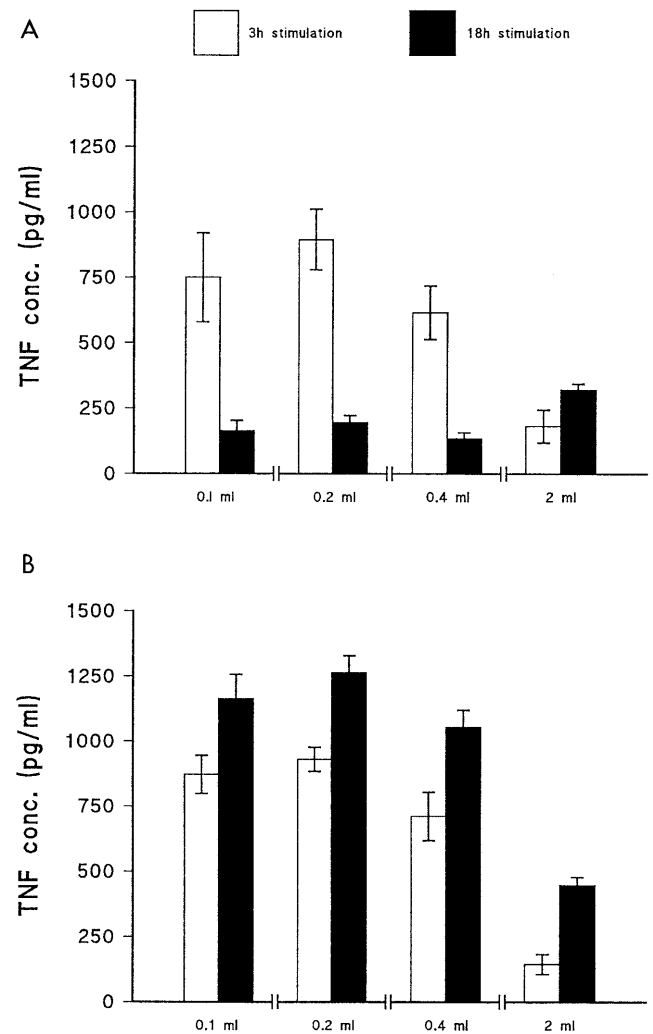 A
3h stimulation
18h stimulation
TNF conc. (pg/ml)
1500
1250
1000
750
500
250
0
0.1 ml
0.2 ml
0.4 ml
2 ml
B
TNF conc. (pg/ml)
1500
1250
1000
750
500
250
0
0.1 ml
0.2 ml
0.4 ml
2 ml